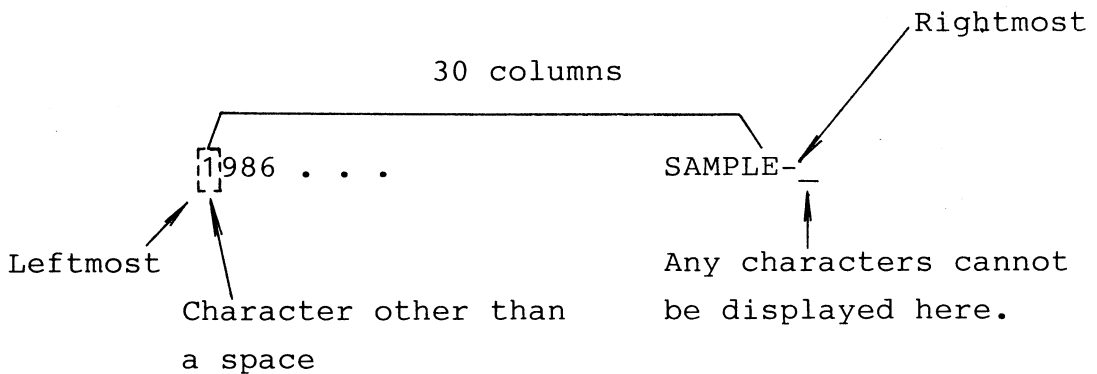 Rightmost
30 columns
1986 . . . SAMPLE-_
Leftmost
Any characters cannot
be displayed here.
Character other than
a space